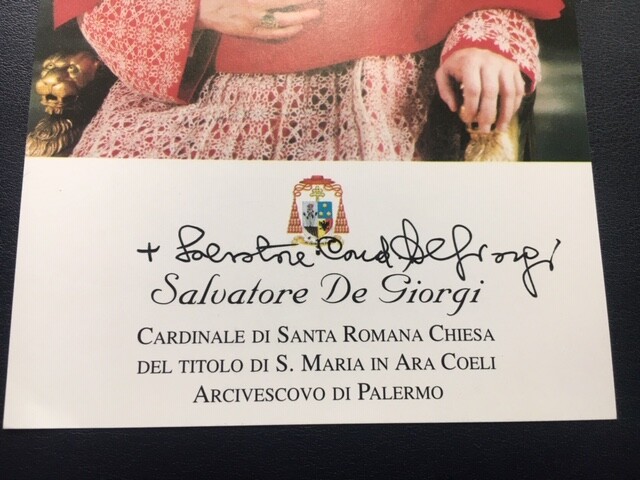 + Salvatore Card De Giorgi
Salvatore De Giorgi
CARDINALE DI SANTA ROMANA CHIESA
DEL TITOLO DI S. MARIA IN ARA COELI
ARCIVESCOVO DI PALERMO